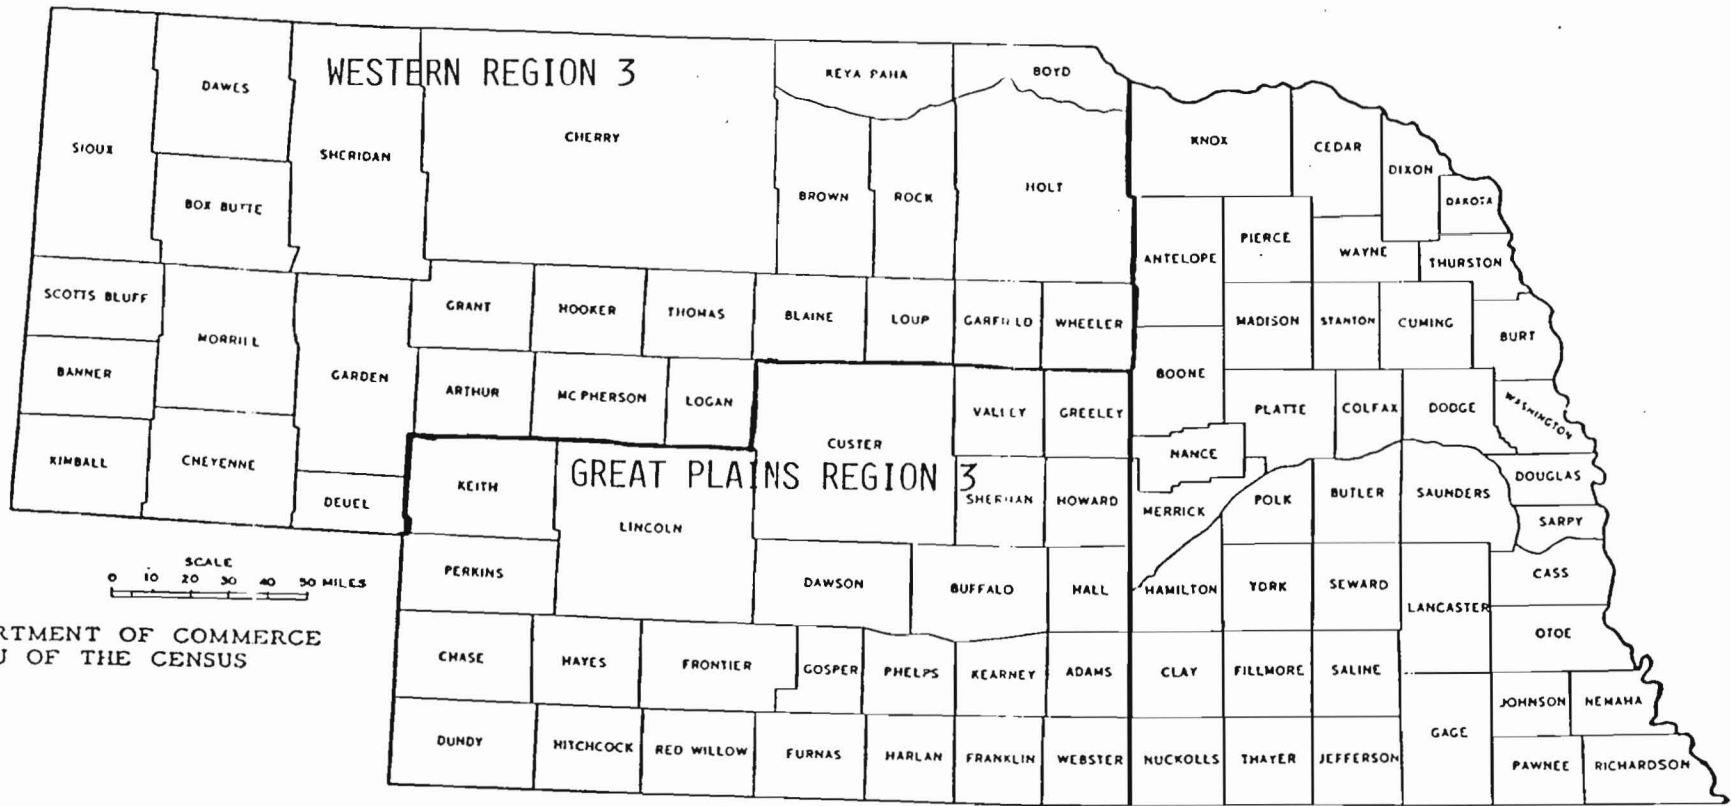 WESTERN REGION 3
KEYA PAHA
BOYD
DAWES
CHERRY
KNOX
CEDAR
SIOUX
SHERIDAN
DIXON
BOX BUTTE
BROWN
ROCK
HOLT
DAKOTA
PIERCE
WAYNE
ANTELOPE
THURSTON
SCOTTS BLUFF
GRANT
HOOKER
THOMAS
BLAINE
LOUP
GARFIELD
WHEELER
MADISON
STANTON
CUMING
MORRILL
BURT
BANNER
GARDEN
BOONE
ARTHUR
MC PHERSON
LOGAN
VALLEY
GREELEY
PLATTE
COLFAX
DODGE
WASHINGTON
CUSTER
KIMBALL
CHEYENNE
NANCE
GREAT PLAINS REGION 3
DOUGLAS
KEITH
DEUEL
SHERMAN
HOWARD
MERRICK
POLK
BUTLER
SAUNDERS
LINCOLN
SARPY
SCALE
0 10 20 30 40 50 MILES
PERKINS
DAWSON
BUFFALO
HALL
HAMILTON
YORK
SEWARD
CASS
LANCASTER
RTMENT OF COMMERCE
U OF THE CENSUS
OTOE
CHASE
HAYES
FRONTIER
GOSPER
PHELPS
KEARNEY
ADAMS
CLAY
FILLMORE
SALINE
JOHNSON
NEMAHA
GAGE
DUNDY
HITCHCOCK
RED WILLOW
FURNAS
HARLAN
FRANKLIN
WEBSTER
NUCKOLLS
THAYER
JEFFERSON
PAWNEE
RICHARDSON